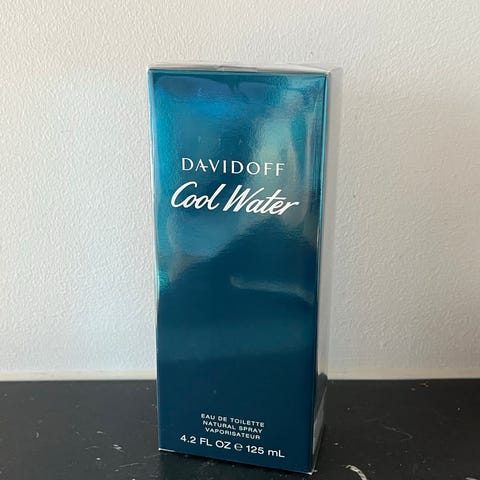 DAVIDOFF
Cool Water
EAU DE TOILETTE
NATURAL SPRAY
VAPORISATEUR
4.2 FL OZ ℮ 125 mL